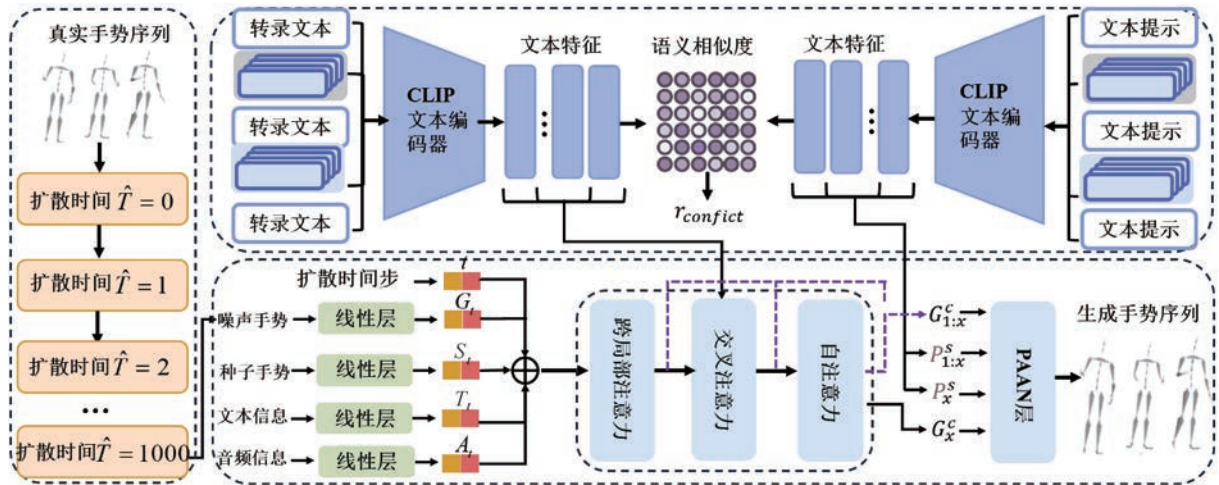 真实手势序列
扩散时间 T̂ = 0
扩散时间 T̂ = 1
扩散时间 T̂ = 2
...
扩散时间 T̂ = 1000
转录文本
转录文本
转录文本
CLIP
文本编
码器
文本特征
...
语义相似度
r_confict
文本特征
...
CLIP
文本编
码器
文本提示
文本提示
文本提示
扩散时间步
t
噪声手势
线性层
G_t
种子手势
线性层
S_t
文本信息
线性层
T_t
音频信息
线性层
A_t
跨局部注意力
交叉注意力
自注意力
G^c_{1:x}
P^s_{1:x}
P^s_x
G^c_x
PAAN层
生成手势序列